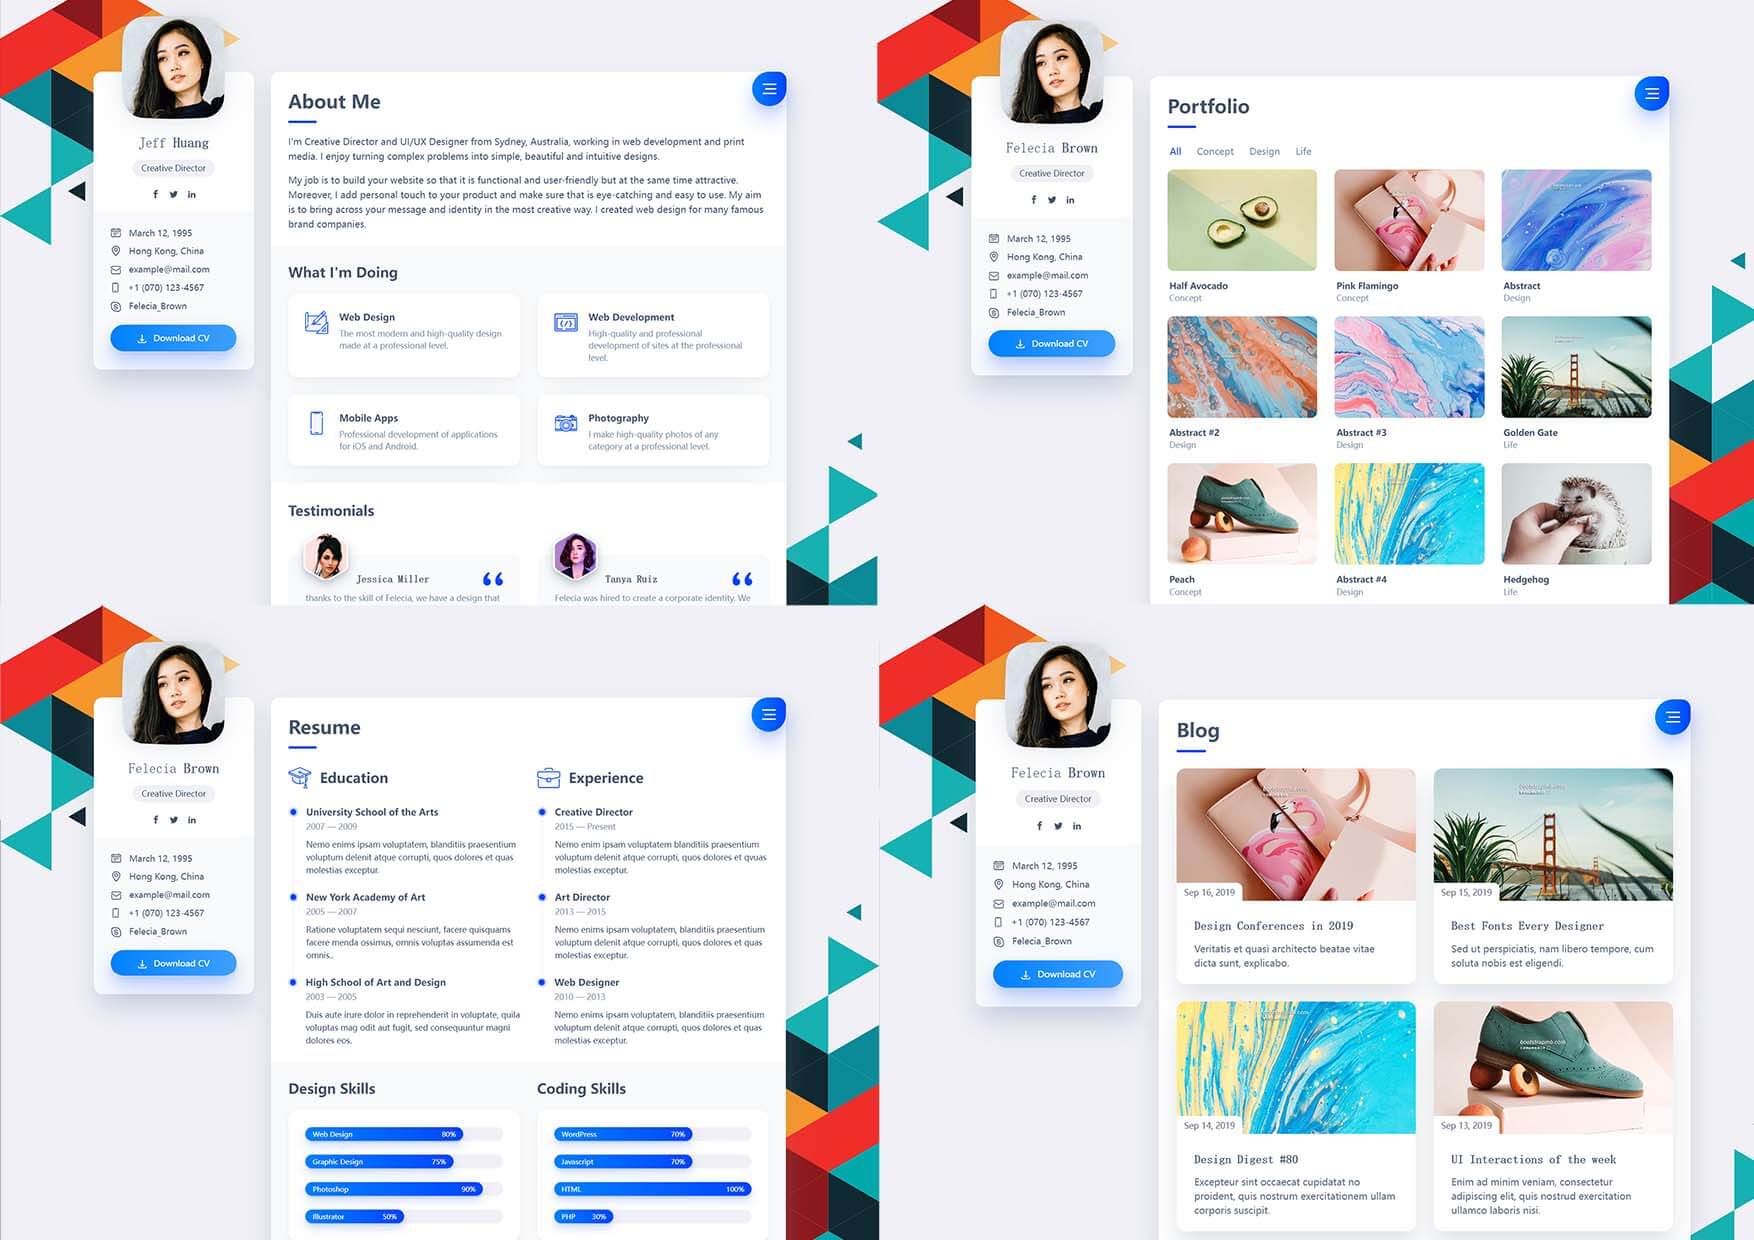 Jeff Huang
Creative Director
March 12, 1995
Hong Kong, China
example@mail.com
+1 (070) 123-4567
Felecia_Brown
Download CV
About Me
I'm Creative Director and UI/UX Designer from Sydney, Australia, working in web development and print
media. I enjoy turning complex problems into simple, beautiful and intuitive designs.
My job is to build your website so that it is functional and user-friendly but at the same time attractive.
Moreover, I add personal touch to your product and make sure that is eye-catching and easy to use. My aim
is to bring across your message and identity in the most creative way. I created web design for many famous
brand companies.
What I'm Doing
Web Design
The most modern and high-quality design
made at a professional level.
Web Development
High-quality and professional
development of sites at the professional
level.
Mobile Apps
Professional development of applications
for iOS and Android.
Photography
I make high-quality photos of any
category at a professional level.
Testimonials
Jessica Miller
thanks to the skill of Felecia, we have a design that
Tanya Ruiz
Felecia was hired to create a corporate identity. We
Felecia Brown
Creative Director
March 12, 1995
Hong Kong, China
example@mail.com
+1 (070) 123-4567
Felecia_Brown
Download CV
Portfolio
All Concept Design Life
Half Avocado
Concept
Pink Flamingo
Concept
Abstract
Design
Abstract #2
Design
Abstract #3
Design
Golden Gate
Life
Peach
Concept
Abstract #4
Design
Hedgehog
Life
Felecia Brown
Creative Director
March 12, 1995
Hong Kong, China
example@mail.com
+1 (070) 123-4567
Felecia_Brown
Download CV
Resume
Education
University School of the Arts
2007 — 2009
Nemo enims ipsam voluptatem, blanditiis praesentium
voluptum delenit atque corrupti, quos dolores et quas
molestias exceptur.
New York Academy of Art
2005 — 2007
Ratione voluptatem sequi nesciunt, facere quisquams
facere menda ossimus, omnis voluptas assumenda est
omnis..
High School of Art and Design
2003 — 2005
Duis aute irure dolor in reprehenderit in voluptate, quila
voluptas mag odit aut fugit, sed consequuntur magni
dolores eos.
Experience
Creative Director
2015 — Present
Nemo enim ipsam voluptatem blanditiis praesentium
voluptum delenit atque corrupti, quos dolores et qvuas
molestias exceptur.
Art Director
2013 — 2015
Nemo enims ipsam voluptatem, blanditiis praesentium
voluptum delenit atque corrupti, quos dolores et quas
molestias exceptur.
Web Designer
2010 — 2013
Nemo enims ipsam voluptatem, blanditiis praesentium
voluptum delenit atque corrupti, quos dolores et quas
molestias exceptur.
Design Skills
Web Design 80%
Graphic Design 75%
Photoshop 90%
Illustrator 50%
Coding Skills
WordPress 70%
Javascript 70%
HTML 100%
PHP 30%
Felecia Brown
Creative Director
March 12, 1995
Hong Kong, China
example@mail.com
+1 (070) 123-4567
Felecia_Brown
Download CV
Blog
Sep 16, 2019
Design Conferences in 2019
Veritatis et quasi architecto beatae vitae
dicta sunt, explicabo.
Sep 15, 2019
Best Fonts Every Designer
Sed ut perspiciatis, nam libero tempore, cum
soluta nobis est eligendi.
Sep 14, 2019
Design Digest #80
Excepteur sint occaecat cupidatat no
proident, quis nostrum exercitationem ullam
corporis suscipit.
bootstrapmb.com
Sep 13, 2019
UI Interactions of the week
Enim ad minim veniam, consectetur
adipiscing elit, quis nostrud exercitation
ullamco laboris nisi.